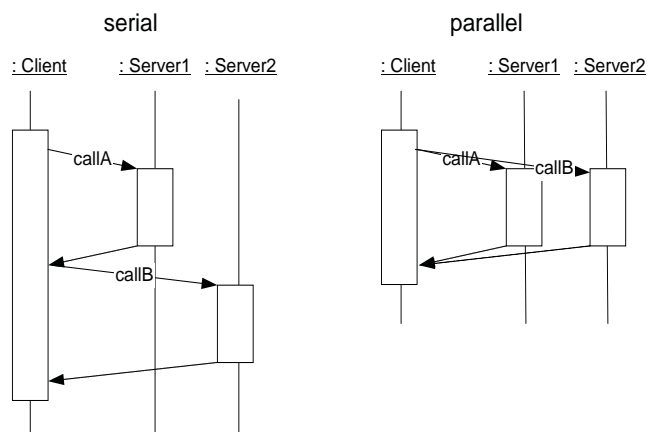 serial
parallel
: Client : Server1 : Server2
: Client : Server1 : Server2
callA
callB
callA
callB